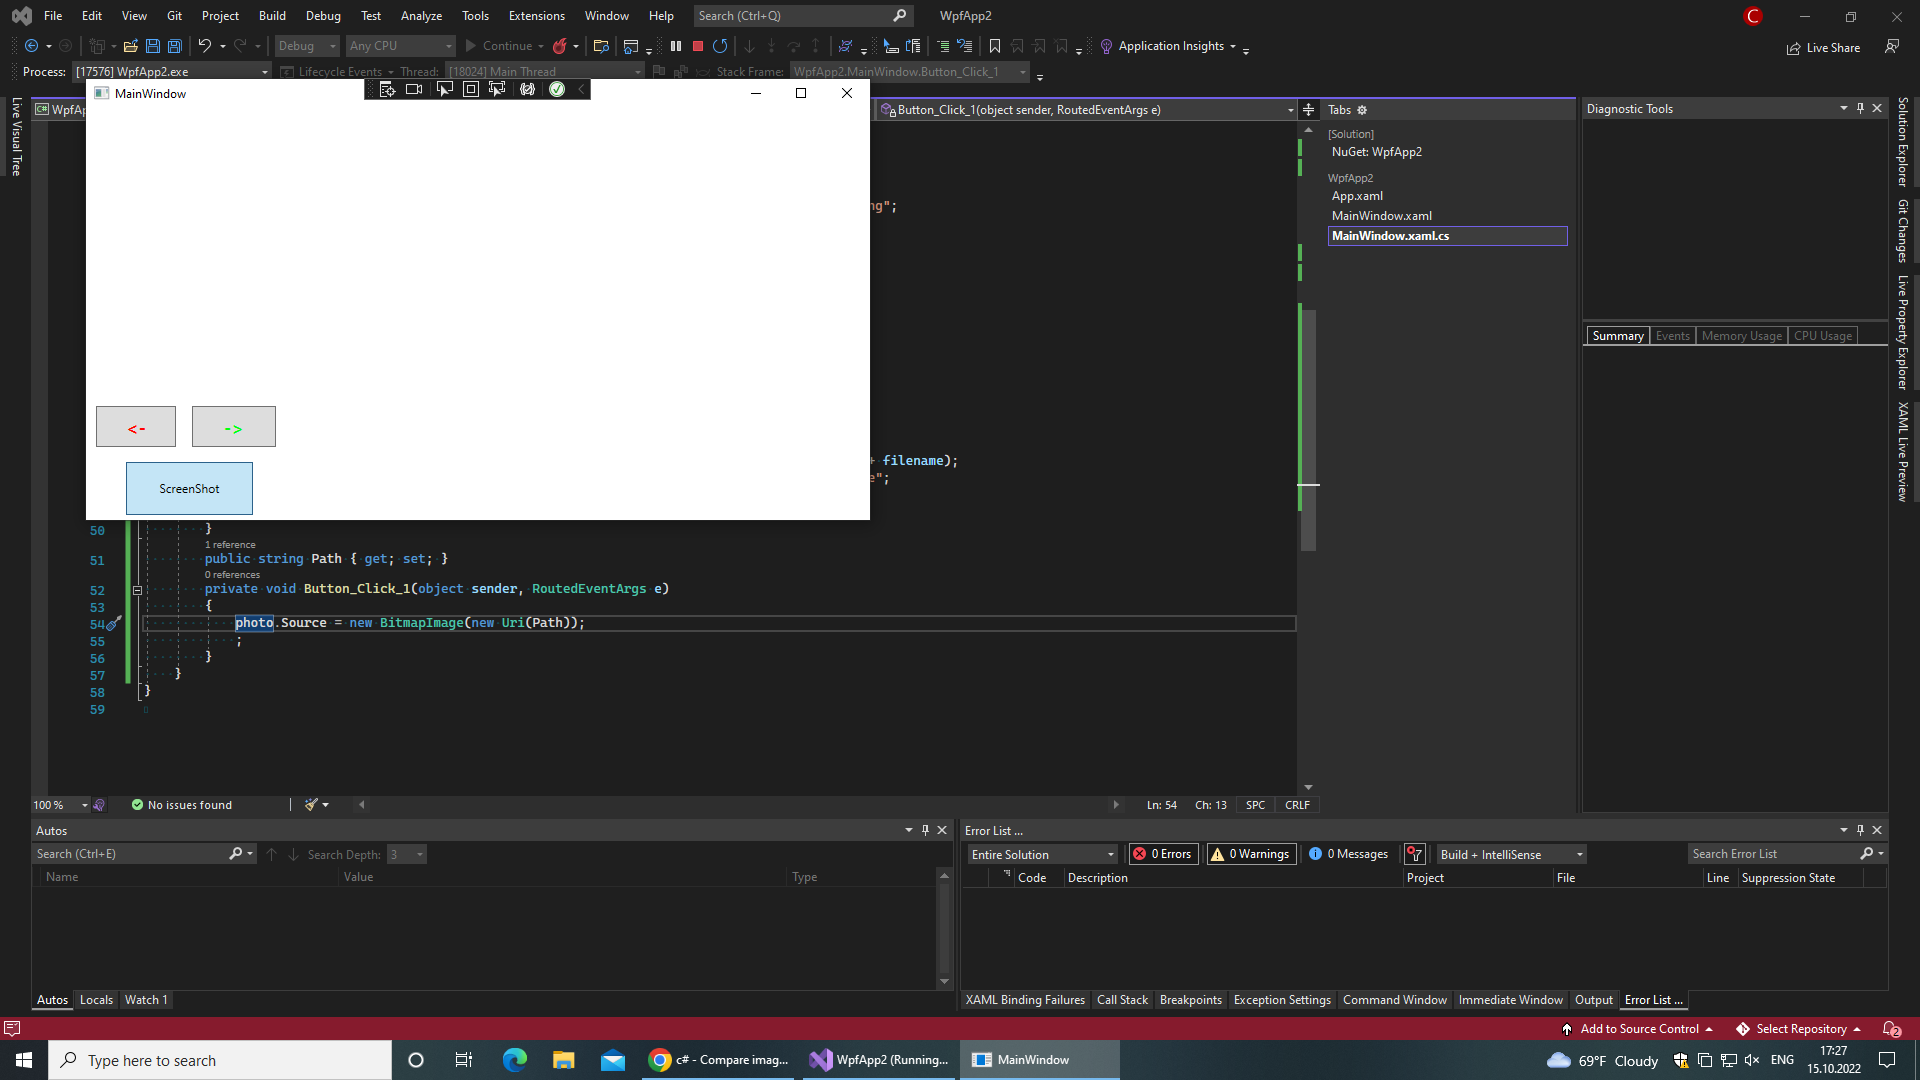 File Edit View Git Project Build Debug Test Analyze Tools Extensions Window Help Search (Ctrl+Q) WpfApp2 C
Debug Any CPU Continue Application Insights Live Share
Process: [17576] WpfApp2.exe Lifecycle Events Thread: [18024] Main Thread Stack Frame: WpfApp2.MainWindow.Button_Click_1
MainWindow
C# WpfAp Button_Click_1(object sender, RoutedEventArgs e)
Live Visual Tree
ng";
<- ->
+ filename);
e";
ScreenShot
50 }
1 reference
51 public string Path { get; set; }
0 references
52 private void Button_Click_1(object sender, RoutedEventArgs e)
53 {
54 photo.Source = new BitmapImage(new Uri(Path));
55 ;
56 }
57 }
58 }
59
100 % No issues found Ln: 54 Ch: 13 SPC CRLF
Tabs
[Solution]
NuGet: WpfApp2
WpfApp2
App.xaml
MainWindow.xaml
MainWindow.xaml.cs
Diagnostic Tools
Summary Events Memory Usage CPU Usage
Solution Explorer
Git Changes
Live Property Explorer
XAML Live Preview
Autos
Search (Ctrl+E) Search Depth: 3
Name Value Type
Autos Locals Watch 1
Error List ...
Entire Solution 0 Errors 0 Warnings 0 Messages Build + IntelliSense Search Error List
Code Description Project File Line Suppression State
XAML Binding Failures Call Stack Breakpoints Exception Settings Command Window Immediate Window Output Error List ...
Add to Source Control Select Repository 2
Type here to search c# - Compare imag... WpfApp2 (Running... MainWindow 69°F Cloudy ENG 17:27
15.10.2022